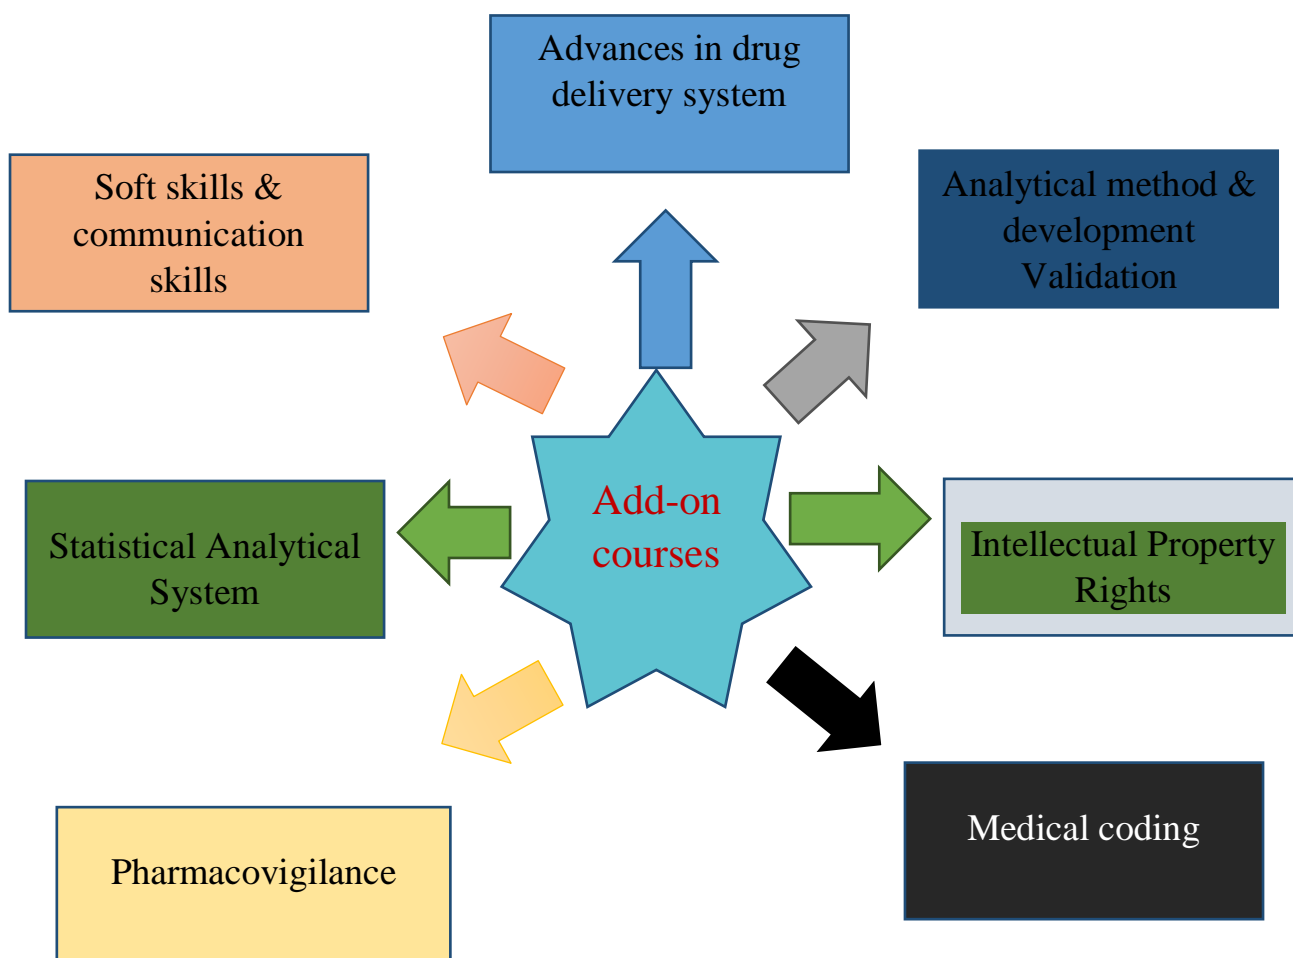 Advances in drug
delivery system
Soft skills &
communication
skills
Analytical method &
development
Validation
Add-on
courses
Statistical Analytical
System
Intellectual Property
Rights
Medical coding
Pharmacovigilance